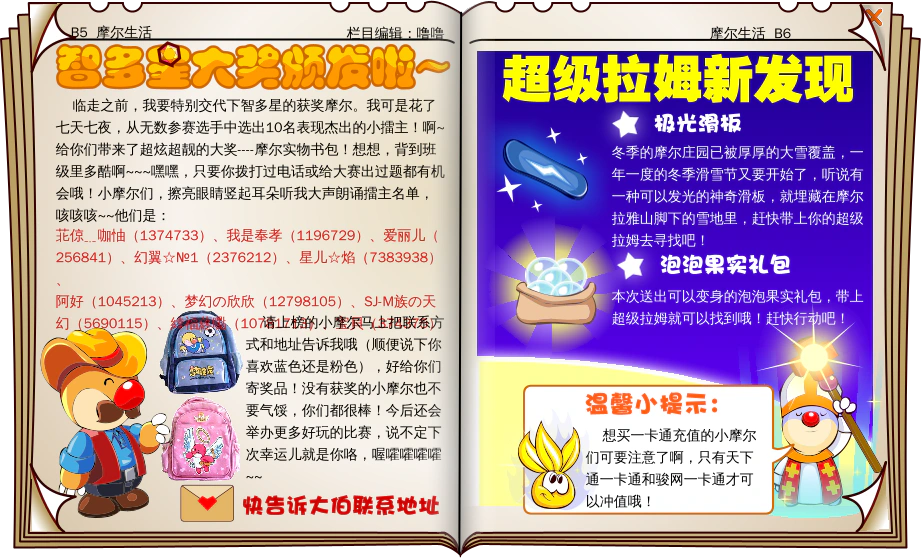 B5 摩尔生活
栏目编辑：噜噜
智多星大奖颁发啦～
临走之前，我要特别交代下智多星的获奖摩尔。我可是花了
七天七夜，从无数参赛选手中选出10名表现杰出的小擂主！啊~
给你们带来了超炫超靓的大奖----摩尔实物书包！想想，背到班
级里多酷啊~~~嘿嘿，只要你拨打过电话或给大赛出过题都有机
会哦！小摩尔们，擦亮眼睛竖起耳朵听我大声朗诵擂主名单，
咳咳咳~~他们是：
茈倞﹎咖怞（1374733）、我是奉孝（1196729）、爱丽儿（
256841）、幻翼☆№1（2376212）、星儿☆焰（7383938）
、
阿好（1045213）、梦幻の欣欣（12798105）、SJ-M族の天
幻（5690115）、
请上榜的小摩尔马上把联系方
式和地址告诉我哦（顺便说下你
喜欢蓝色还是粉色），好给你们
寄奖品！没有获奖的小摩尔也不
要气馁，你们都很棒！今后还会
举办更多好玩的比赛，说不定下
次幸运儿就是你咯，喔嚯嚯嚯嚯
~~
快告诉大伯联系地址
摩尔生活 B6
超级拉姆新发现
极光滑板
冬季的摩尔庄园已被厚厚的大雪覆盖，一
年一度的冬季滑雪节又要开始了，听说有
一种可以发光的神奇滑板，就埋藏在摩尔
拉雅山脚下的雪地里，赶快带上你的超级
拉姆去寻找吧！
泡泡果实礼包
本次送出可以变身的泡泡果实礼包，带上
超级拉姆就可以找到哦！赶快行动吧！
温馨小提示：
想买一卡通充值的小摩尔
们可要注意了啊，只有天下
通一卡通和骏网一卡通才可
以冲值哦！